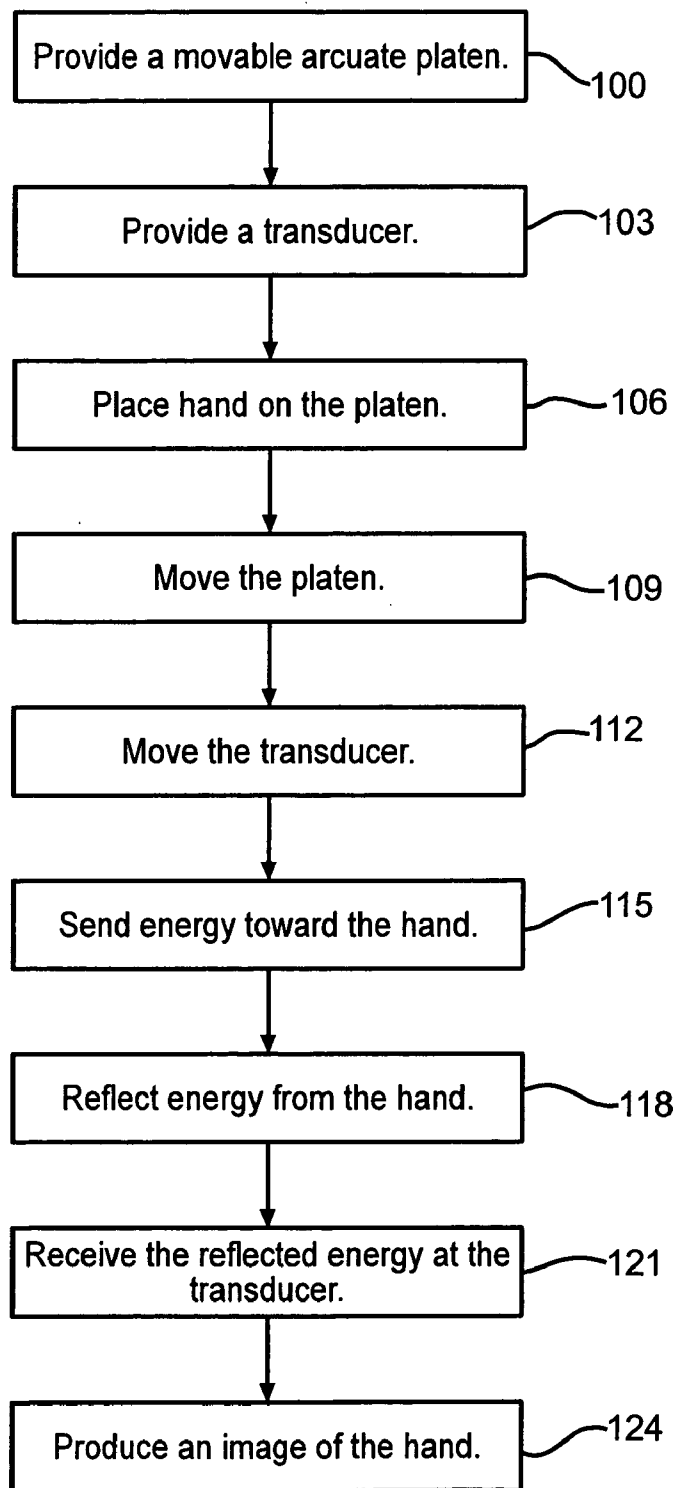 Provide a movable arcuate platen.
100
Provide a transducer.
103
Place hand on the platen.
106
Move the platen.
109
Move the transducer.
112
Send energy toward the hand.
115
Reflect energy from the hand.
118
Receive the reflected energy at the
transducer.
121
Produce an image of the hand.
124